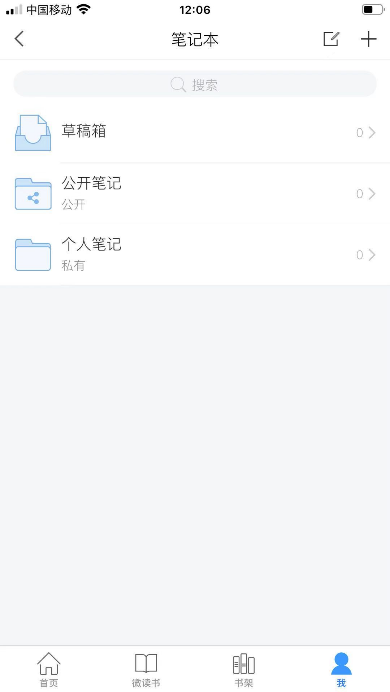 中国移动 12:06
笔记本
搜索
草稿箱 0
公开笔记 0
公开
个人笔记 0
私有
首页 微读书 书架 我